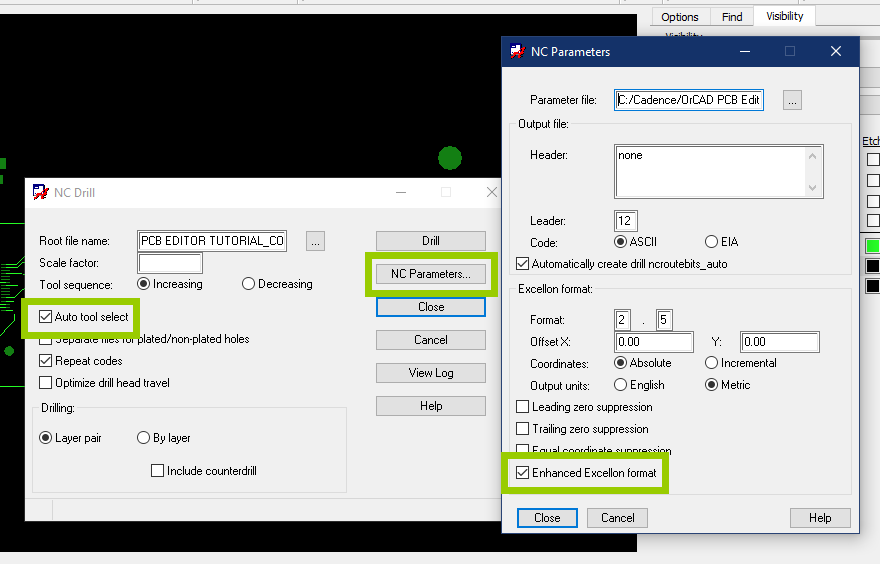 Options Find Visibility
Visibility
NC Parameters
Parameter file: C:/Cadence/OrCAD PCB Edit ...
Output file:
Header: none
Leader: 12
Code: ASCII EIA
Automatically create drill ncroutebits_auto
Excellon format:
Format: 2 . 5
Offset X: 0.00 Y: 0.00
Coordinates: Absolute Incremental
Output units: English Metric
Leading zero suppression
Trailing zero suppression
Equal coordinate suppression
Enhanced Excellon format
Close Cancel Help
NC Drill
Root file name: PCB EDITOR TUTORIAL_CO ... Drill
Scale factor:
NC Parameters...
Tool sequence: Increasing Decreasing
Close
Auto tool select
Separate files for plated/non-plated holes
Cancel
Repeat codes
View Log
Optimize drill head travel
Help
Drilling:
Layer pair By layer
Include counterdrill
Etch